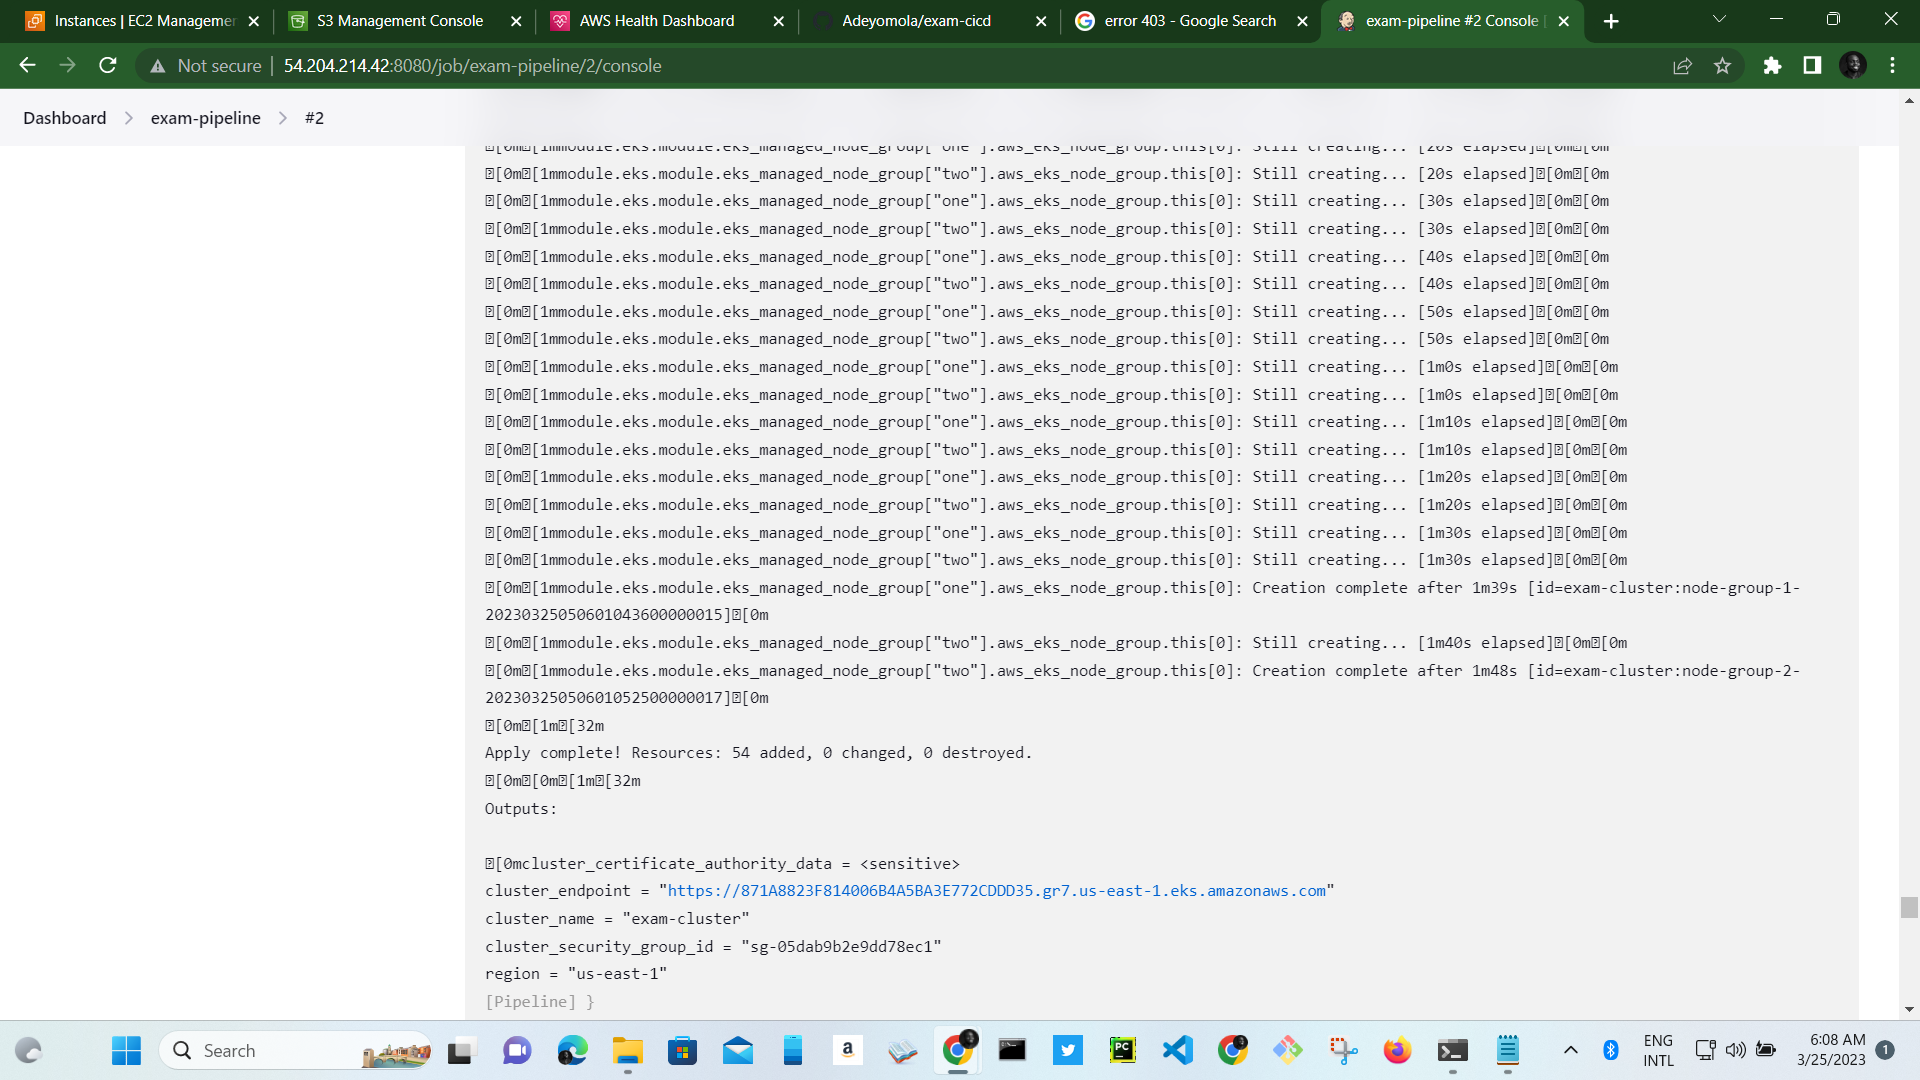 Instances | EC2 Managemer
S3 Management Console
AWS Health Dashboard
Adeyomola/exam-cicd
error 403 - Google Search
exam-pipeline #2 Console [
Not secure
54.204.214.42:8080/job/exam-pipeline/2/console
Dashboard
exam-pipeline
#2
[0m[1mmodule.eks.module.eks_managed_node_group["one"].aws_eks_node_group.this[0]: Still creating... [20s elapsed][0m[0m
[0m[1mmodule.eks.module.eks_managed_node_group["two"].aws_eks_node_group.this[0]: Still creating... [20s elapsed][0m[0m
[0m[1mmodule.eks.module.eks_managed_node_group["one"].aws_eks_node_group.this[0]: Still creating... [30s elapsed][0m[0m
[0m[1mmodule.eks.module.eks_managed_node_group["two"].aws_eks_node_group.this[0]: Still creating... [30s elapsed][0m[0m
[0m[1mmodule.eks.module.eks_managed_node_group["one"].aws_eks_node_group.this[0]: Still creating... [40s elapsed][0m[0m
[0m[1mmodule.eks.module.eks_managed_node_group["two"].aws_eks_node_group.this[0]: Still creating... [40s elapsed][0m[0m
[0m[1mmodule.eks.module.eks_managed_node_group["one"].aws_eks_node_group.this[0]: Still creating... [50s elapsed][0m[0m
[0m[1mmodule.eks.module.eks_managed_node_group["two"].aws_eks_node_group.this[0]: Still creating... [50s elapsed][0m[0m
[0m[1mmodule.eks.module.eks_managed_node_group["one"].aws_eks_node_group.this[0]: Still creating... [1m0s elapsed][0m[0m
[0m[1mmodule.eks.module.eks_managed_node_group["two"].aws_eks_node_group.this[0]: Still creating... [1m0s elapsed][0m[0m
[0m[1mmodule.eks.module.eks_managed_node_group["one"].aws_eks_node_group.this[0]: Still creating... [1m10s elapsed][0m[0m
[0m[1mmodule.eks.module.eks_managed_node_group["two"].aws_eks_node_group.this[0]: Still creating... [1m10s elapsed][0m[0m
[0m[1mmodule.eks.module.eks_managed_node_group["one"].aws_eks_node_group.this[0]: Still creating... [1m20s elapsed][0m[0m
[0m[1mmodule.eks.module.eks_managed_node_group["two"].aws_eks_node_group.this[0]: Still creating... [1m20s elapsed][0m[0m
[0m[1mmodule.eks.module.eks_managed_node_group["one"].aws_eks_node_group.this[0]: Still creating... [1m30s elapsed][0m[0m
[0m[1mmodule.eks.module.eks_managed_node_group["two"].aws_eks_node_group.this[0]: Still creating... [1m30s elapsed][0m[0m
[0m[1mmodule.eks.module.eks_managed_node_group["one"].aws_eks_node_group.this[0]: Creation complete after 1m39s [id=exam-cluster:node-group-1-
20230325050601043600000015][0m
[0m[1mmodule.eks.module.eks_managed_node_group["two"].aws_eks_node_group.this[0]: Still creating... [1m40s elapsed][0m[0m
[0m[1mmodule.eks.module.eks_managed_node_group["two"].aws_eks_node_group.this[0]: Creation complete after 1m48s [id=exam-cluster:node-group-2-
20230325050601052500000017][0m
[0m[1m[32m
Apply complete! Resources: 54 added, 0 changed, 0 destroyed.
[0m[0m[1m[32m
Outputs:
[0mcluster_certificate_authority_data = <sensitive>
cluster_endpoint = "https://871A8823F814006B4A5BA3E772CDDD35.gr7.us-east-1.eks.amazonaws.com"
cluster_name = "exam-cluster"
cluster_security_group_id = "sg-05dab9b2e9dd78ec1"
region = "us-east-1"
[Pipeline] }
Search
a
PC
ENG
INTL
6:08 AM
3/25/2023
1